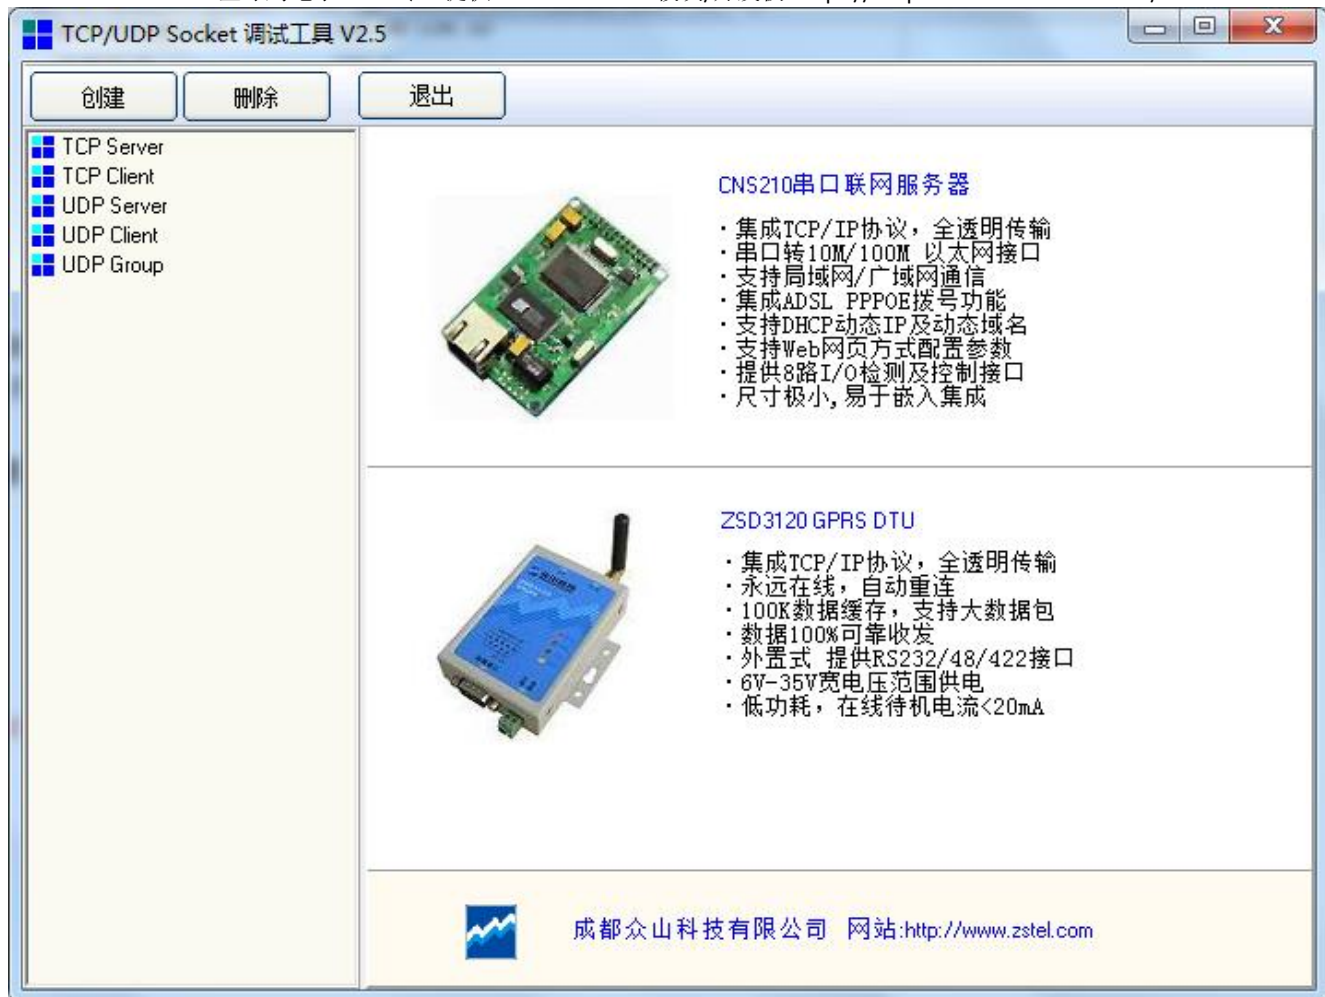 TCP/UDP Socket 调试工具 V2.5
创建 删除 退出
TCP Server
TCP Client
UDP Server
UDP Client
UDP Group
CNS210串口联网服务器
·集成TCP/IP协议，全透明传输
·串口转10M/100M 以太网接口
·支持局域网/广域网通信
·集成ADSL PPPOE拨号功能
·支持DHCP动态IP及动态域名
·支持Web网页方式配置参数
·提供8路I/O检测及控制接口
·尺寸极小,易于嵌入集成
ZSD3120 GPRS DTU
·集成TCP/IP协议，全透明传输
·永远在线，自动重连
·100K数据缓存，支持大数据包
·数据100%可靠收发
·外置式 提供RS232/48/422接口
·6V-35V宽电压范围供电
·低功耗，在线待机电流<20mA
成都众山科技有限公司 网站:http://www.zstel.com